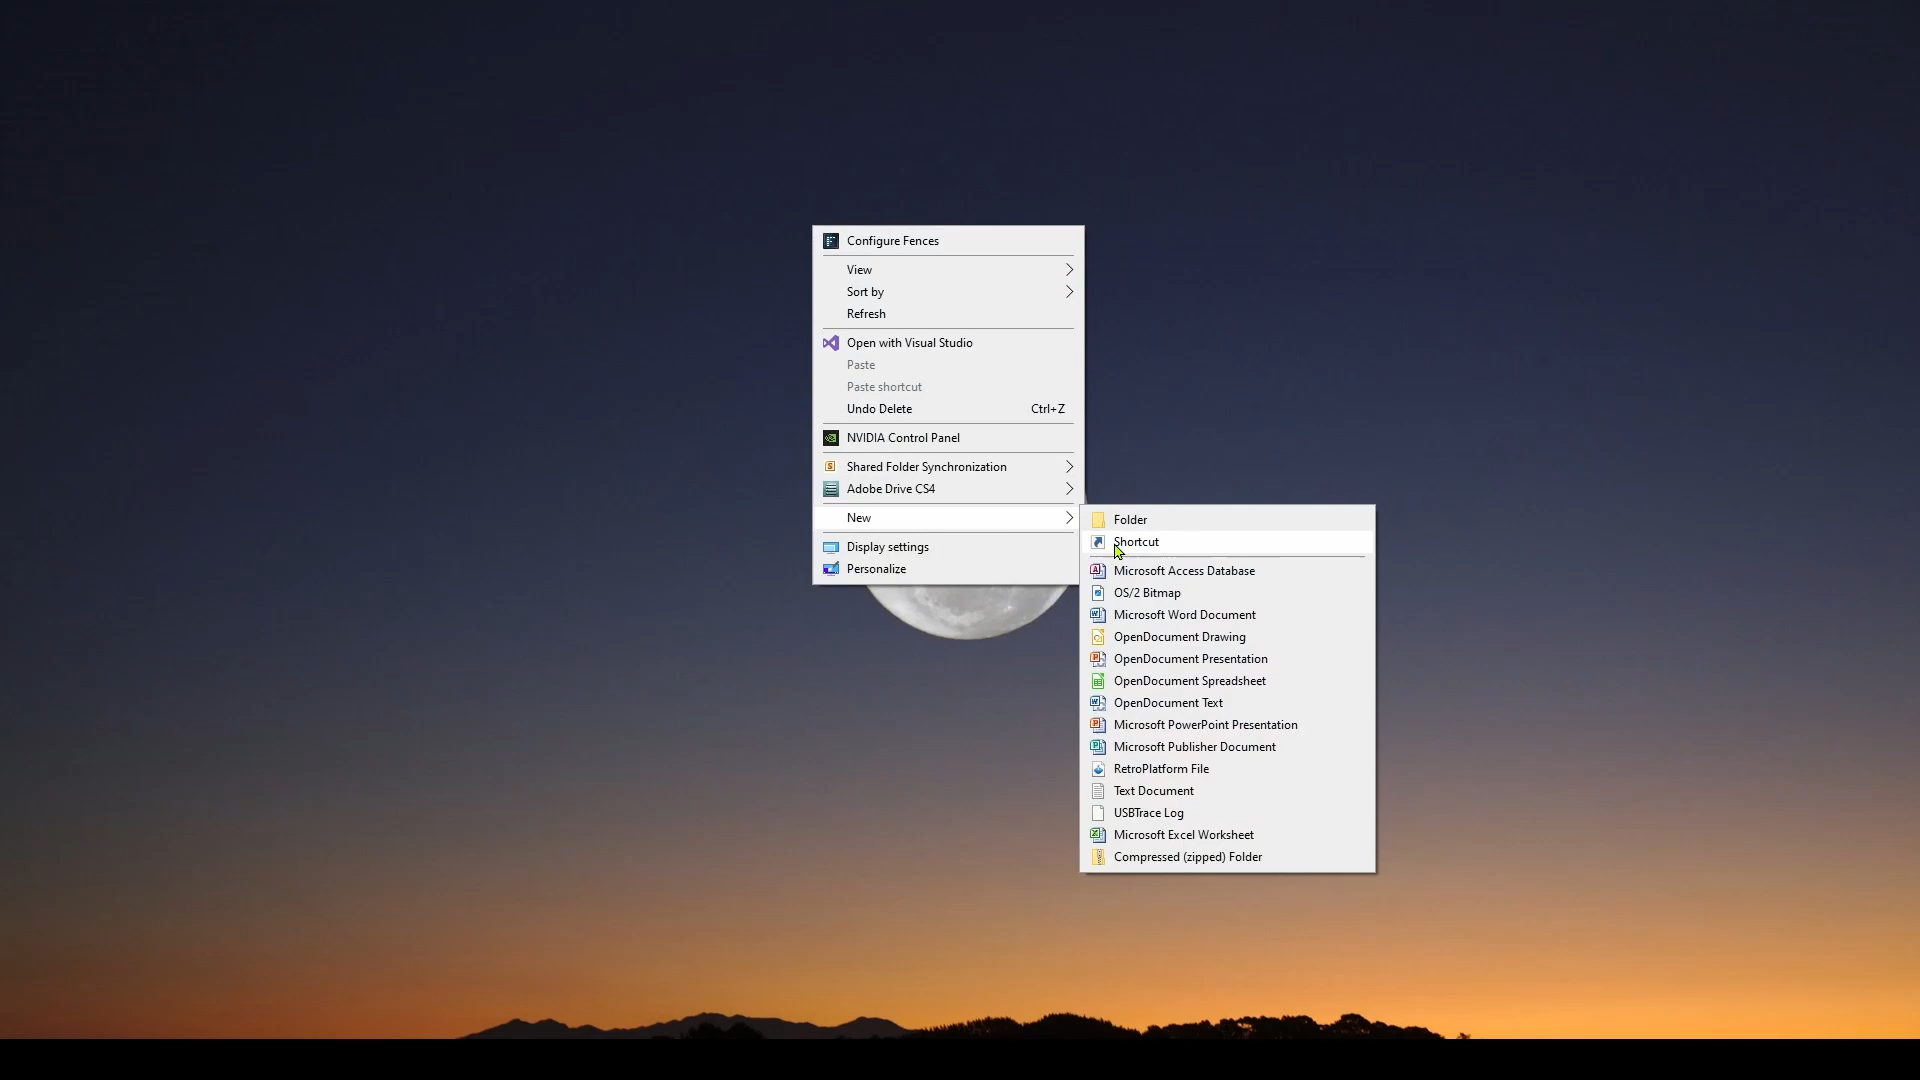 Configure Fences
View
Sort by
Refresh
Open with Visual Studio
Paste
Paste shortcut
Undo Delete Ctrl+Z
NVIDIA Control Panel
Shared Folder Synchronization
Adobe Drive CS4
New
Display settings
Personalize
Folder
Shortcut
Microsoft Access Database
OS/2 Bitmap
Microsoft Word Document
OpenDocument Drawing
OpenDocument Presentation
OpenDocument Spreadsheet
OpenDocument Text
Microsoft PowerPoint Presentation
Microsoft Publisher Document
RetroPlatform File
Text Document
USBTrace Log
Microsoft Excel Worksheet
Compressed (zipped) Folder